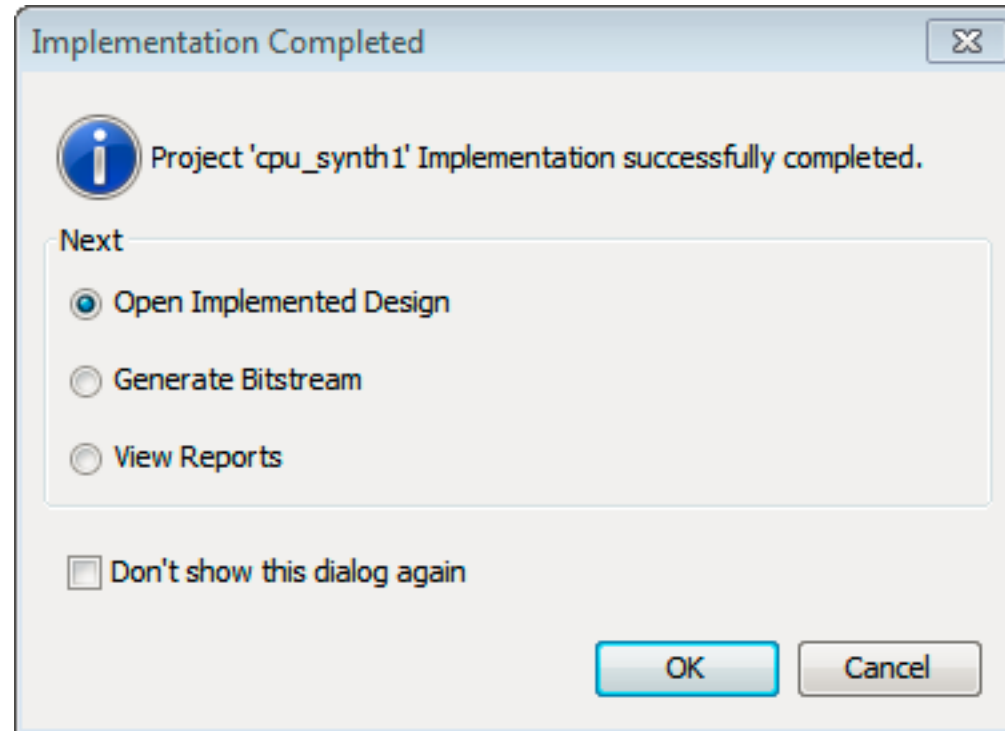 Implementation Completed
Project 'cpu_synth1' Implementation successfully completed.
Next
Open Implemented Design
Generate Bitstream
View Reports
Don't show this dialog again
OK
Cancel